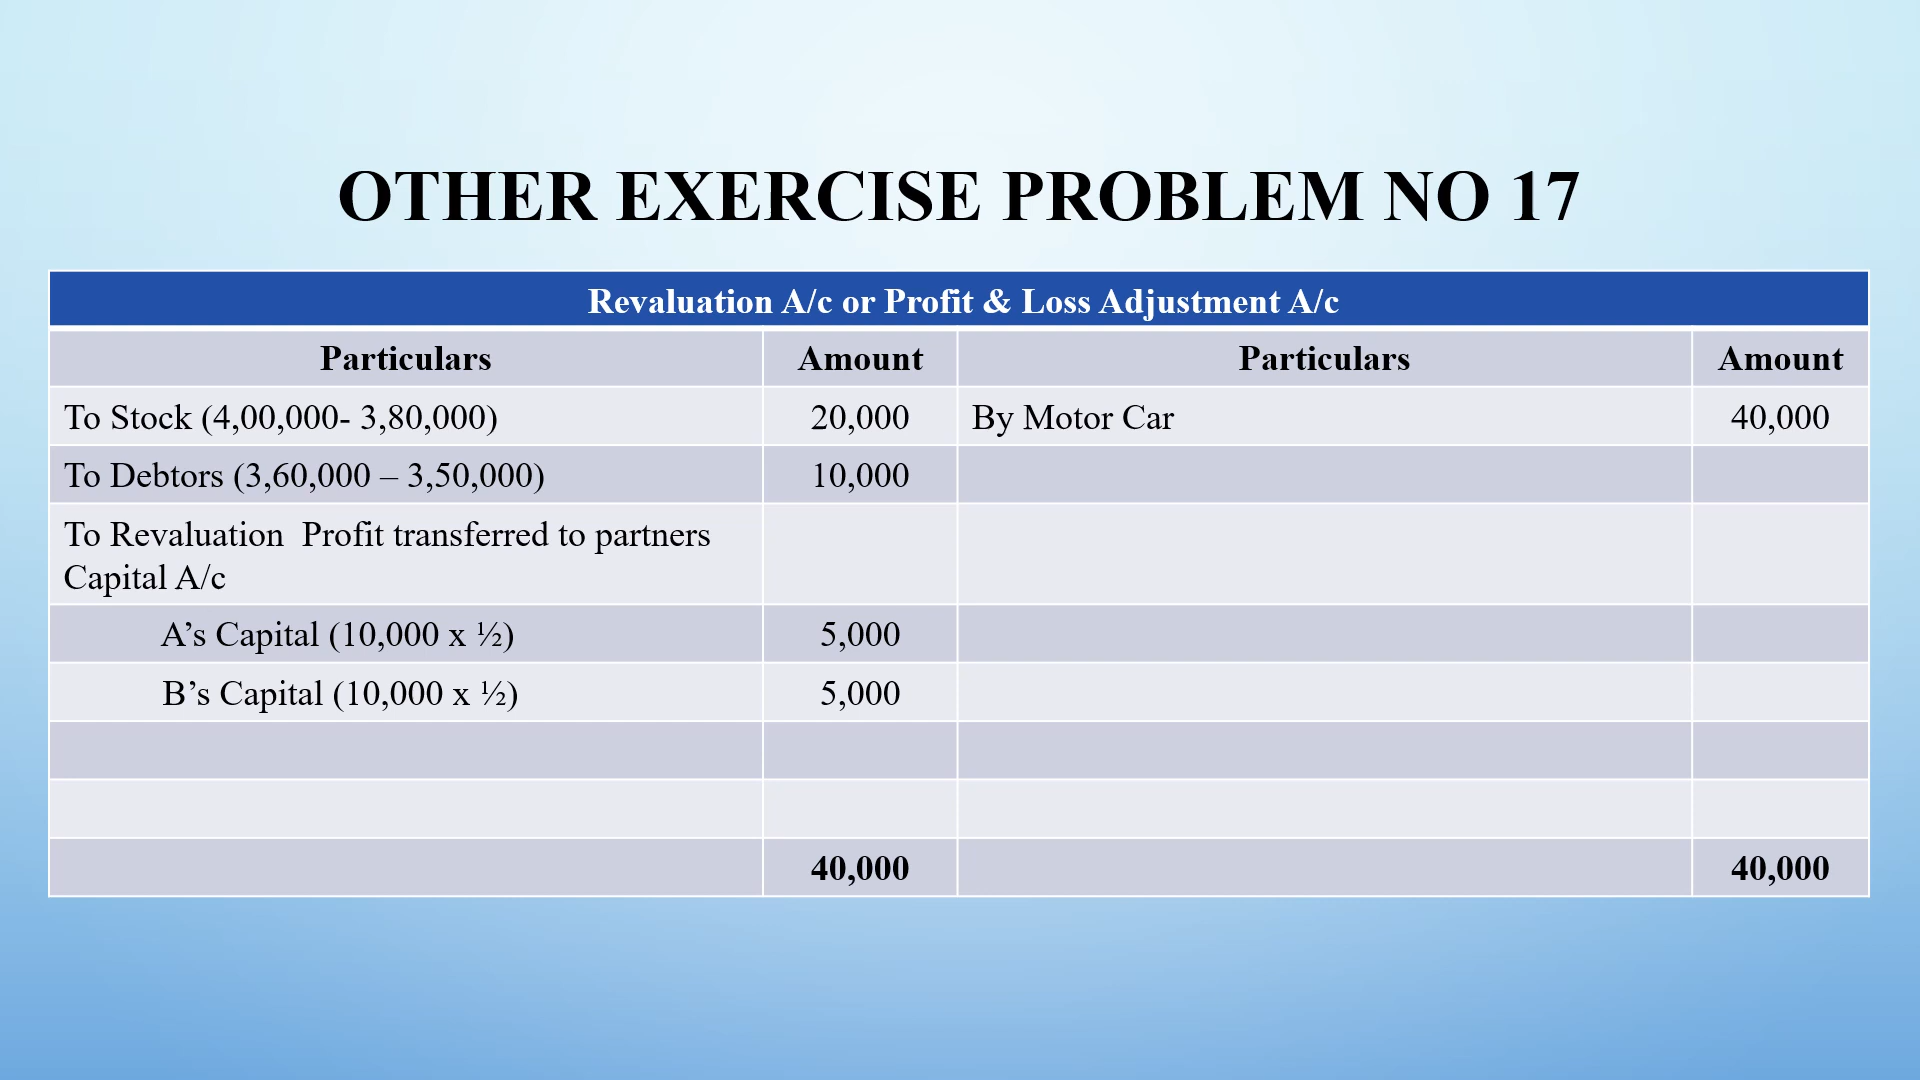 OTHER EXERCISE PROBLEM NO 17
Revaluation A/c or Profit & Loss Adjustment A/c
Particulars Amount Particulars Amount
To Stock (4,00,000- 3,80,000) 20,000 By Motor Car 40,000
To Debtors (3,60,000 – 3,50,000) 10,000
To Revaluation  Profit transferred to partners
Capital A/c
A’s Capital (10,000 x ½) 5,000
B’s Capital (10,000 x ½) 5,000
40,000 40,000